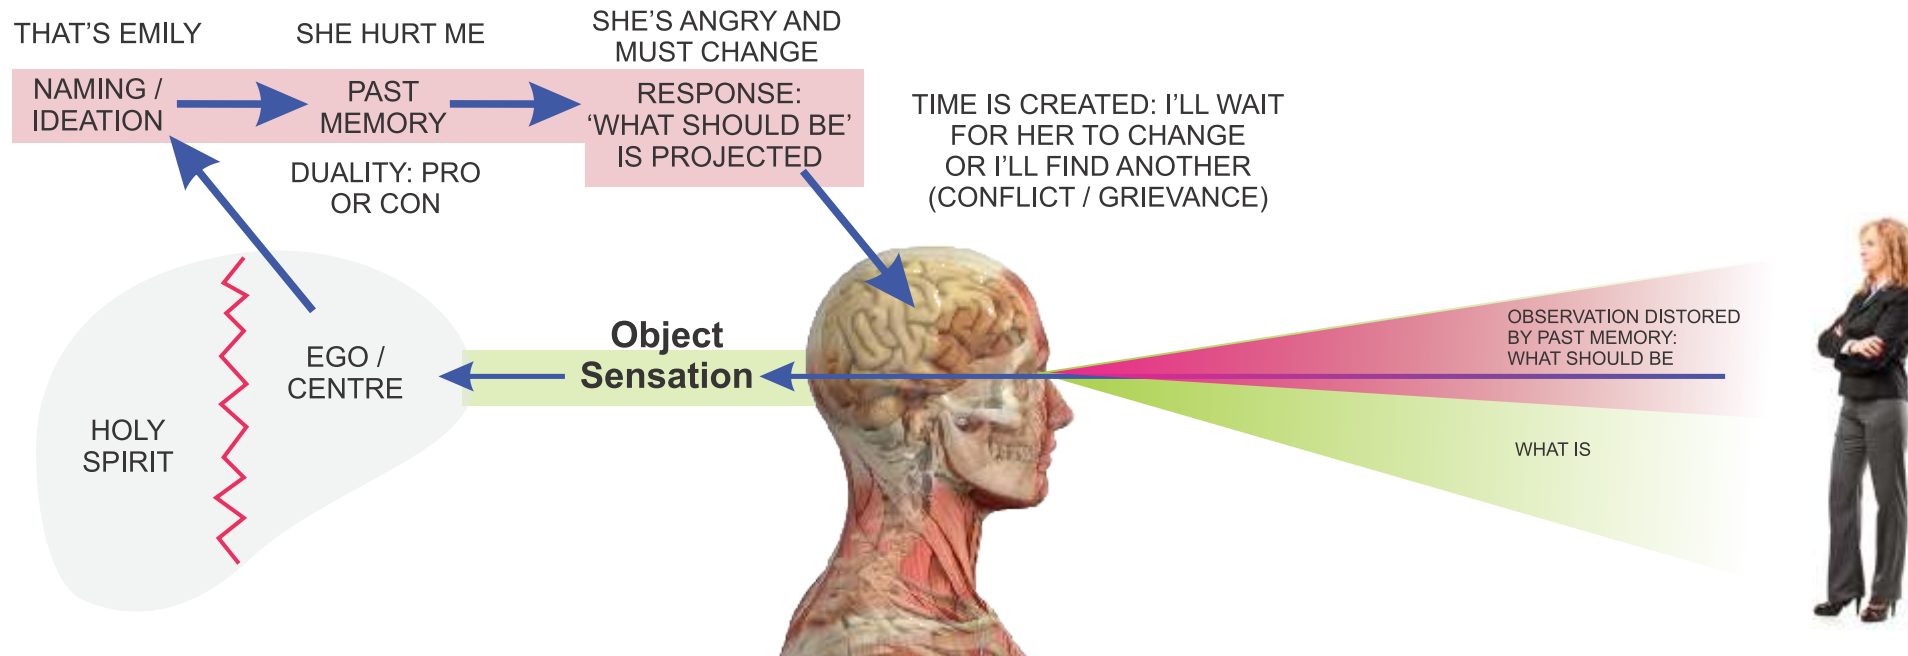 THAT'S EMILY
SHE HURT ME
SHE'S ANGRY AND
MUST CHANGE
NAMING /
IDEATION
PAST
MEMORY
RESPONSE:
'WHAT SHOULD BE'
IS PROJECTED
DUALITY: PRO
OR CON
TIME IS CREATED: I'LL WAIT
FOR HER TO CHANGE
OR I'LL FIND ANOTHER
(CONFLICT / GRIEVANCE)
HOLY
SPIRIT
EGO /
CENTRE
Object
Sensation
OBSERVATION DISTORED
BY PAST MEMORY:
WHAT SHOULD BE
WHAT IS